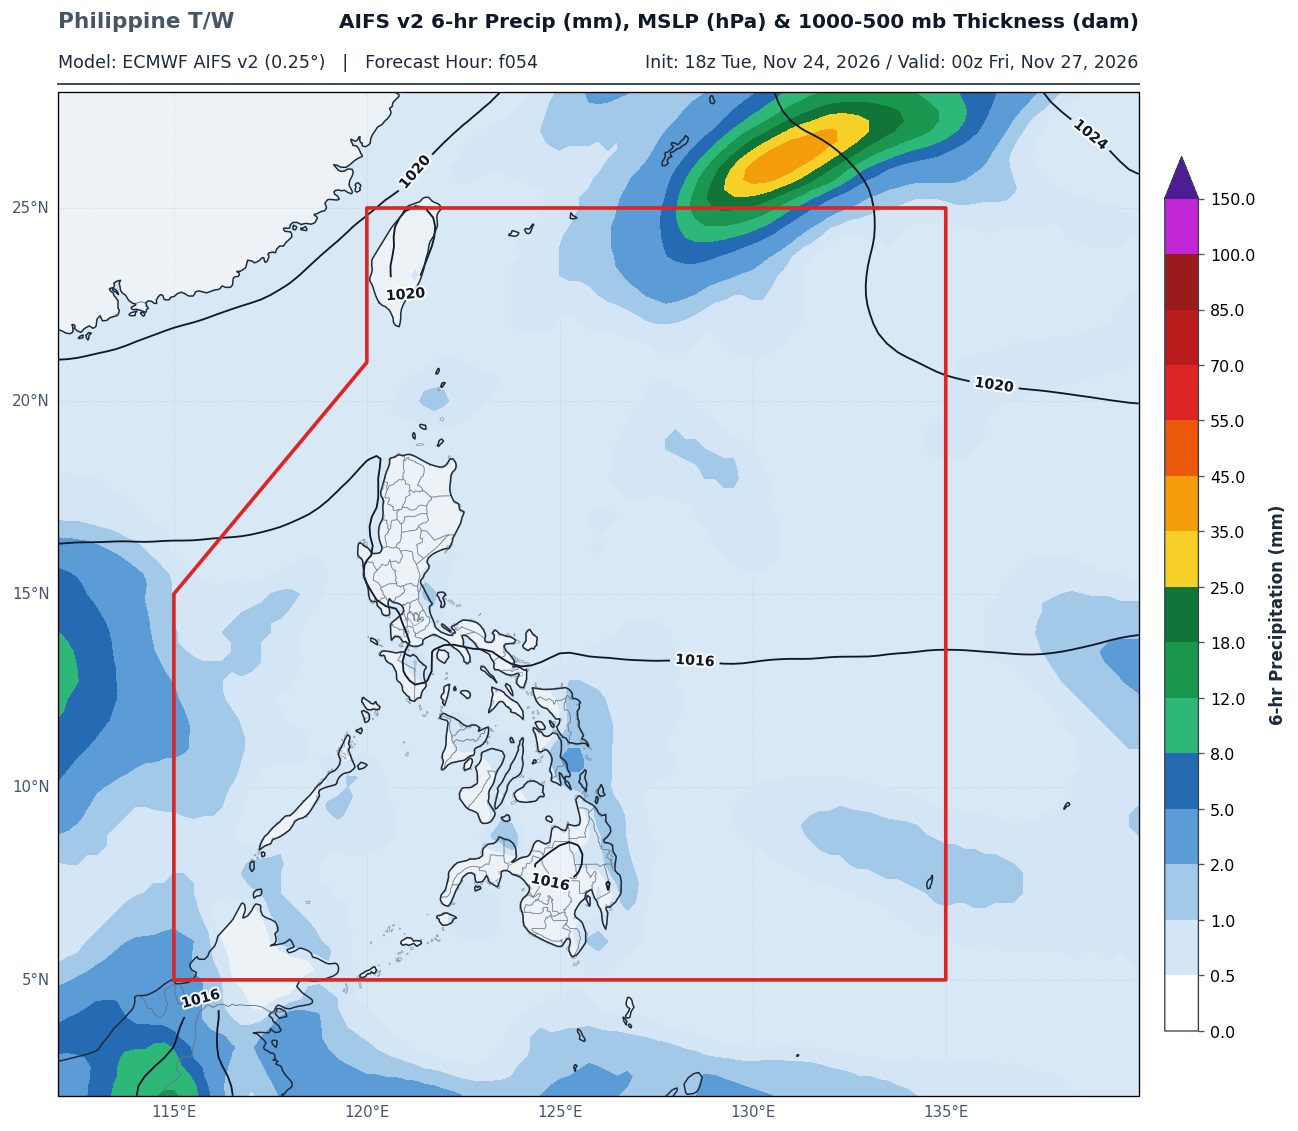 Philippine T/W
AIFS v2 6-hr Precip (mm), MSLP (hPa) & 1000-500 mb Thickness (dam)
Model: ECMWF AIFS v2 (0.25°) | Forecast Hour: f054
Init: 18z Tue, Nov 24, 2026 / Valid: 00z Fri, Nov 27, 2026
1020
1024
1020
1020
1016
1016
1016
25°N
20°N
15°N
10°N
5°N
115°E
120°E
125°E
130°E
135°E
150.0
100.0
85.0
70.0
55.0
45.0
35.0
25.0
18.0
12.0
8.0
5.0
2.0
1.0
0.5
0.0
6-hr Precipitation (mm)